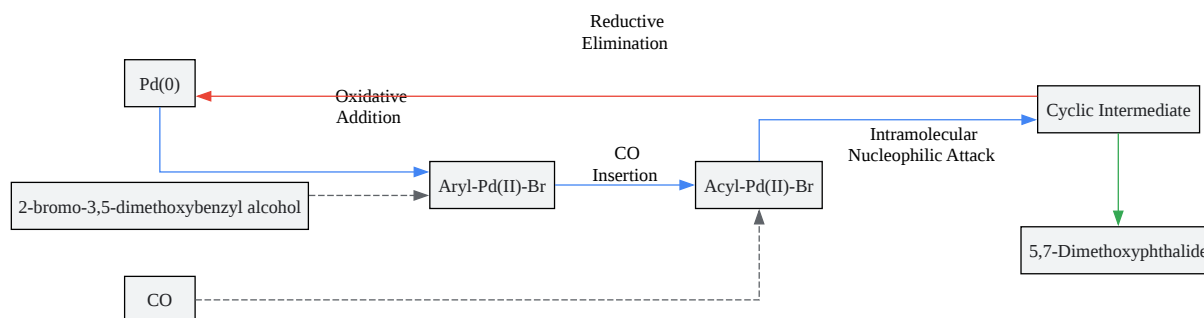 Reductive
Elimination
Pd(0)
Oxidative
Addition
Cyclic Intermediate
Intramolecular
Nucleophilic Attack
CO
Insertion
Aryl-Pd(II)-Br
Acyl-Pd(II)-Br
2-bromo-3,5-dimethoxybenzyl alcohol
5,7-Dimethoxyphthalide
CO